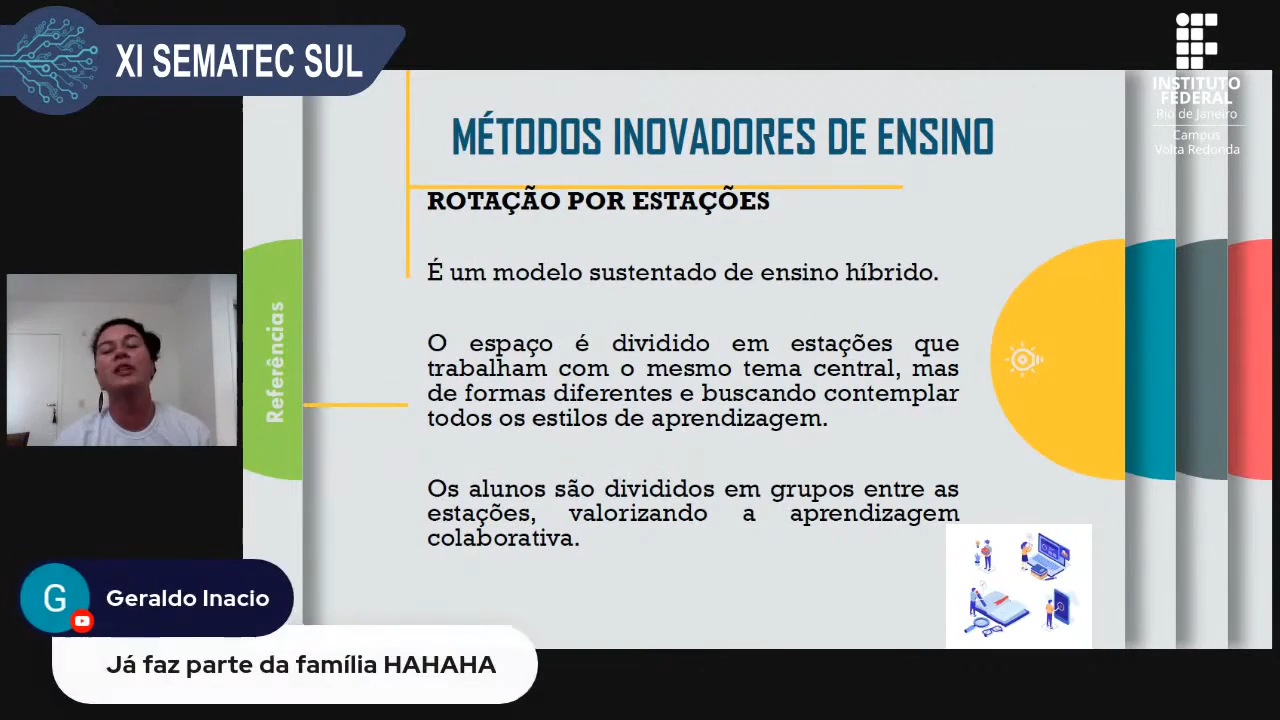 XI SEMATEC SUL
INSTITUTO
FEDERAL
Rio de Janeiro
Campus
Volta Redonda
MÉTODOS INOVADORES DE ENSINO
ROTAÇÃO POR ESTAÇÕES
É um modelo sustentado de ensino híbrido.
O espaço é dividido em estações que
trabalham com o mesmo tema central, mas
de formas diferentes e buscando contemplar
todos os estilos de aprendizagem.
Os alunos são divididos em grupos entre as
estações, valorizando a aprendizagem
colaborativa.
Referências
G
Geraldo Inacio
Já faz parte da família HAHAHA